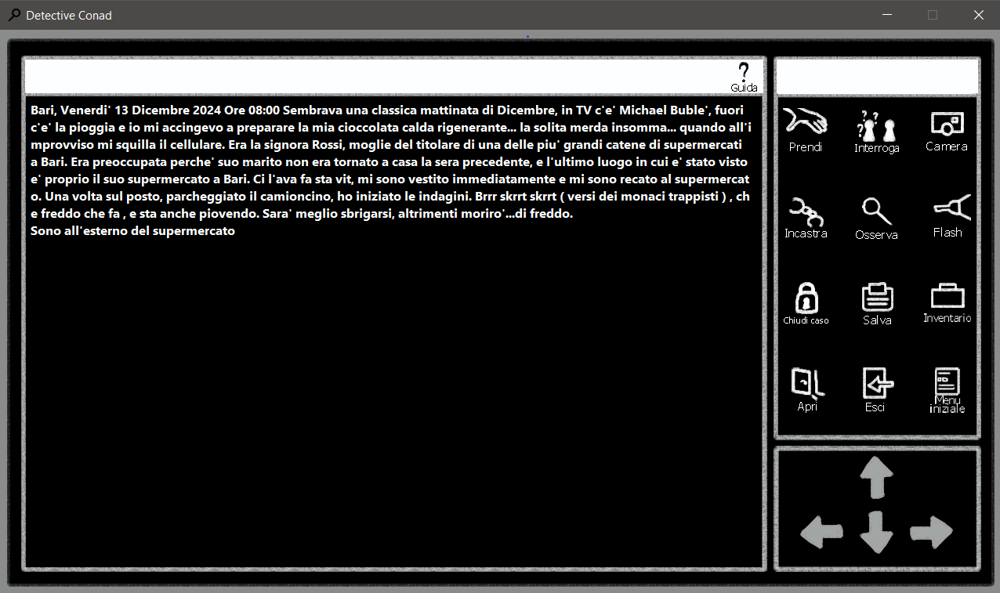 Detective Conad
Guida
Bari, Venerdi' 13 Dicembre 2024 Ore 08:00 Sembrava una classica mattinata di Dicembre, in TV c'e' Michael Buble', fuori
c'e' la pioggia e io mi accingevo a preparare la mia cioccolata calda rigenerante... la solita merda insomma... quando all'i
mprovviso mi squilla il cellulare. Era la signora Rossi, moglie del titolare di una delle piu' grandi catene di supermercati
a Bari. Era preoccupata perche' suo marito non era tornato a casa la sera precedente, e l'ultimo luogo in cui e' stato visto
e' proprio il suo supermercato a Bari. Ci l'ava fa sta vit, mi sono vestito immediatamente e mi sono recato al supermercat
o. Una volta sul posto, parcheggiato il camioncino, ho iniziato le indagini. Brrr skrrt skrrt ( versi dei monaci trappisti ) , ch
e freddo che fa , e sta anche piovendo. Sara' meglio sbrigarsi, altrimenti moriro'...di freddo.
Sono all'esterno del supermercato
Prendi
Interroga
Camera
Incastra
Osserva
Flash
Chiudi caso
Salva
Inventario
Apri
Esci
Menu
iniziale